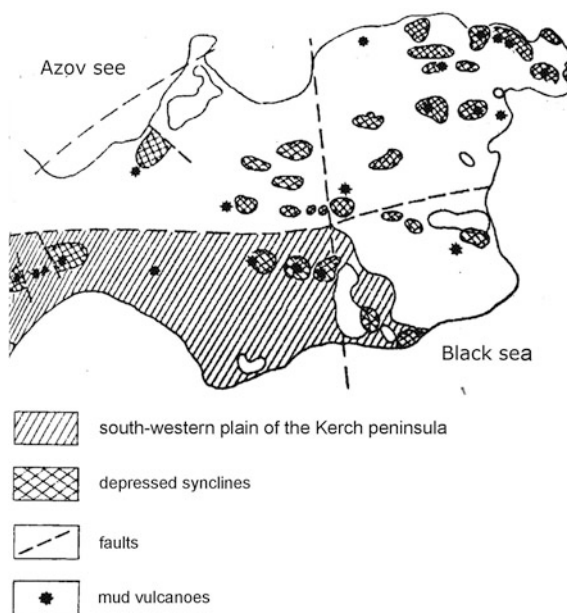 Azov see
Black sea
south-western plain of the Kerch peninsula
depressed synclines
faults
mud vulcanoes